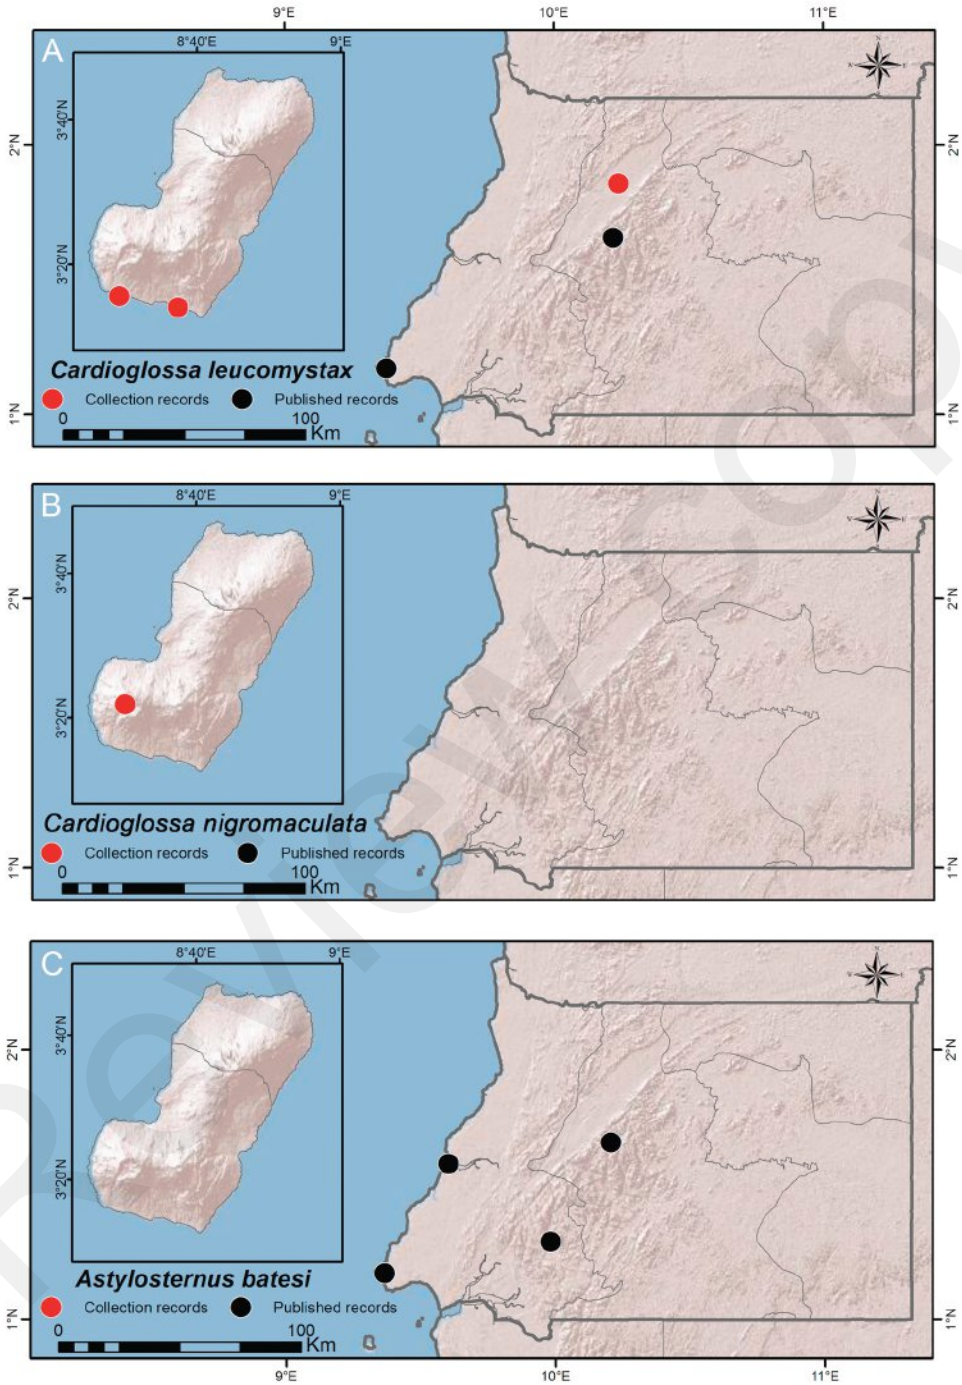 9°E 10°E 11°E
A
8°40'E 9°E
3°40'N
3°20'N
2°N 2°N
1°N 1°N
N
W E
S
Cardioglossa leucomystax
Collection records Published records
0 100
Km
B
8°40'E 9°E
3°40'N
3°20'N
2°N 2°N
1°N 1°N
N
W E
S
Cardioglossa nigromaculata
Collection records Published records
0 100
Km
C
8°40'E 9°E
3°40'N
3°20'N
2°N 2°N
1°N 1°N
N
W E
S
Astylosternus batesi
Collection records Published records
0 100
Km
9°E 10°E 11°E
Review copy